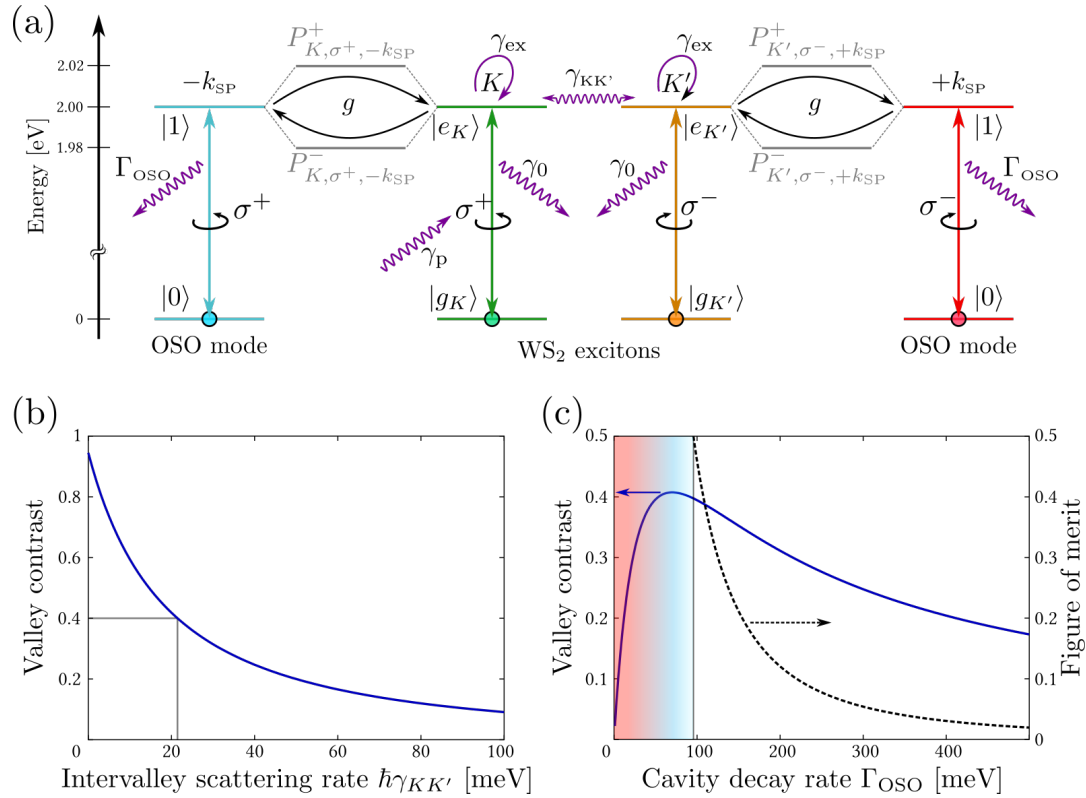 (a)
Energy [eV]
2.02
2.00
1.98
0
P⁺_{K,σ⁺,−k_SP}
P⁺_{K′,σ⁻,+k_SP}
γ_ex
γ_ex
−k_SP
g
K
γ_KK'
K′
g
+k_SP
|1⟩
|e_K⟩
|e_K′⟩
|1⟩
P⁻_{K,σ⁺,−k_SP}
P⁻_{K′,σ⁻,+k_SP}
Γ_OSO
γ_0
γ_0
Γ_OSO
σ⁺
σ⁺
σ⁻
σ⁻
γ_p
|0⟩
|g_K⟩
|g_K′⟩
|0⟩
OSO mode
WS₂ excitons
OSO mode
(b)
Valley contrast
1
0.8
0.6
0.4
0.2
0 20 40 60 80 100
Intervalley scattering rate ħγ_KK′ [meV]
(c)
Valley contrast
0.5
0.4
0.3
0.2
0.1
0 100 200 300 400
Cavity decay rate Γ_OSO [meV]
0.5
0.4
0.3
0.2
0.1
0
Figure of merit